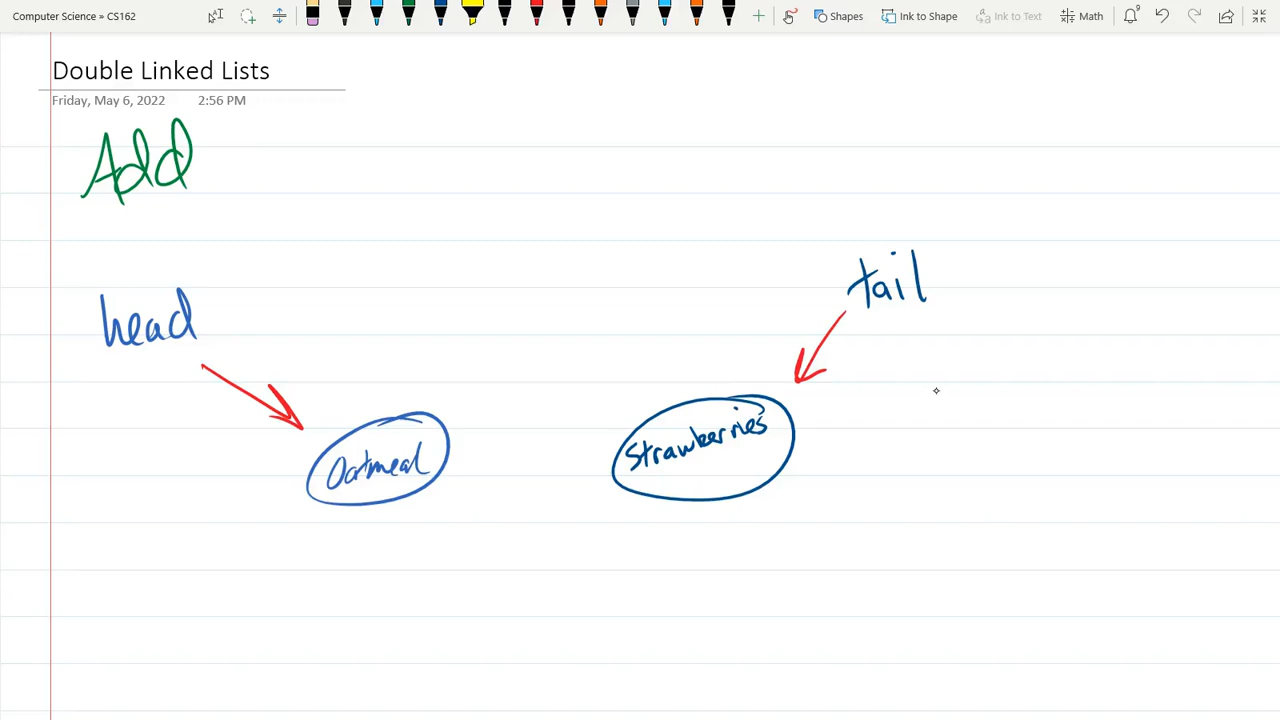 Computer Science » CS162
Shapes
Ink to Shape
Ink to Text
Math
9
Double Linked Lists
Friday, May 6, 2022 2:56 PM
Add
tail
head
Strawberries
Oatmeal